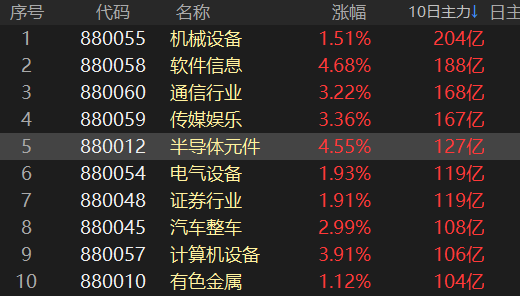 序号 代码 名称 涨幅 10日主力↓ 日主
1 880055 机械设备 1.51% 204亿
2 880058 软件信息 4.68% 188亿
3 880060 通信行业 3.22% 168亿
4 880059 传媒娱乐 3.36% 167亿
5 880012 半导体元件 4.55% 127亿
6 880054 电气设备 1.93% 119亿
7 880048 证券行业 1.91% 119亿
8 880045 汽车整车 2.99% 108亿
9 880057 计算机设备 3.91% 106亿
10 880010 有色金属 1.12% 104亿